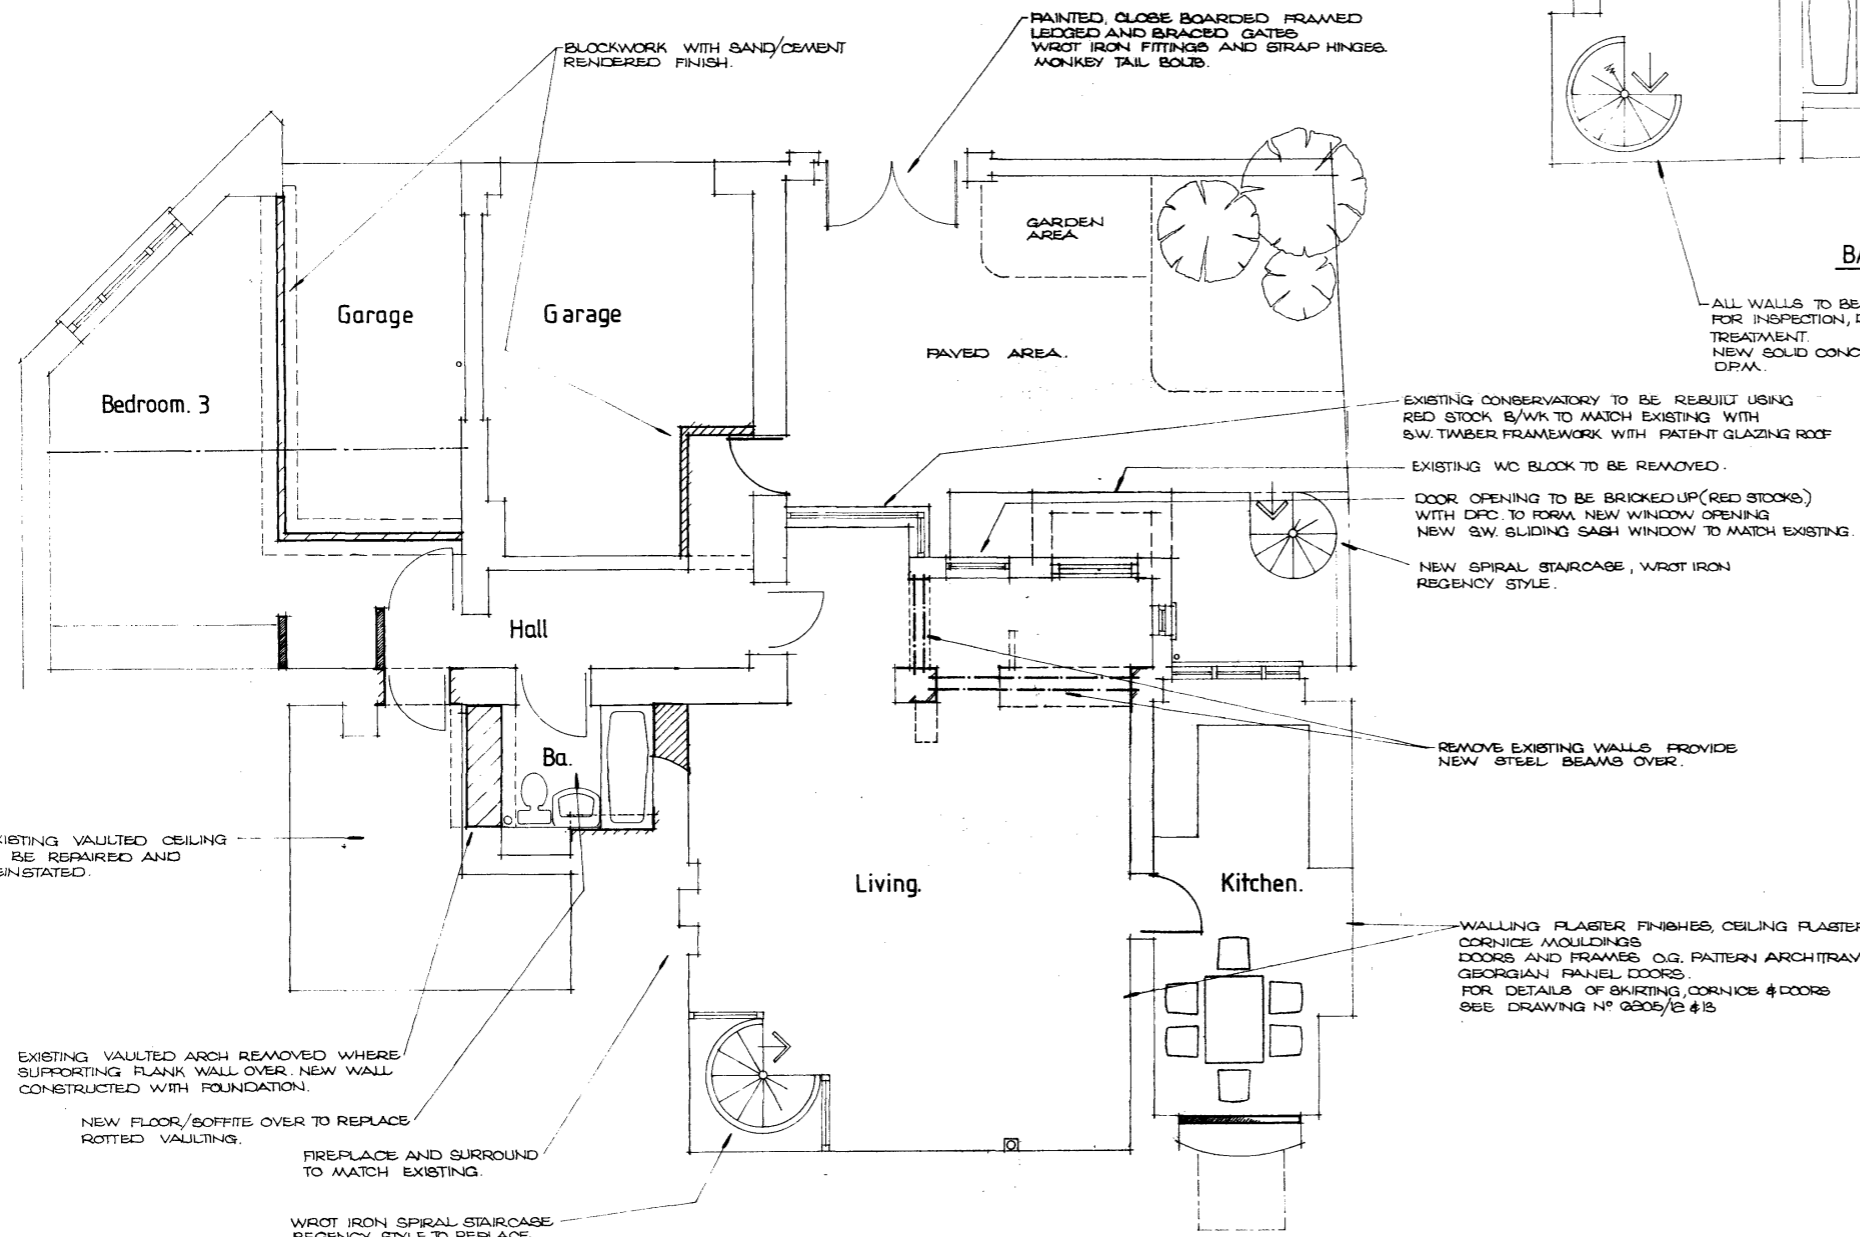 BLOCKWORK WITH SAND/CEMENT
RENDERED FINISH.
PAINTED, CLOSE BOARDED FRAMED
LEDGED AND BRACED GATES
WROT IRON FITTINGS AND STRAP HINGES.
MONKEY TAIL BOLTS.
GARDEN
AREA
Garage
Garage
PAVED AREA.
Bedroom. 3
BA
ALL WALLS TO BE
FOR INSPECTION,
TREATMENT.
NEW SOLID CONC
D.P.M.
EXISTING CONSERVATORY TO BE REBUILT USING
RED STOCK B/WK TO MATCH EXISTING WITH
S.W. TIMBER FRAMEWORK WITH PATENT GLAZING ROOF
EXISTING WC BLOCK TO BE REMOVED.
DOOR OPENING TO BE BRICKED UP (RED STOCKS.)
WITH DPC. TO FORM NEW WINDOW OPENING
NEW S.W. SLIDING SASH WINDOW TO MATCH EXISTING.
NEW SPIRAL STAIRCASE, WROT IRON
REGENCY STYLE.
Hall
REMOVE EXISTING WALLS PROVIDE
NEW STEEL BEAMS OVER.
Ba.
XISTING VAULTED CEILING
BE REPAIRED AND
EINSTATED.
Living.
Kitchen.
WALLING PLASTER FINISHES, CEILING PLASTER
CORNICE MOULDINGS
DOORS AND FRAMES O.G. PATTERN ARCHITRAV
GEORGIAN PANEL DOORS.
FOR DETAILS OF SKIRTING, CORNICE & DOORS
SEE DRAWING Nº
EXISTING VAULTED ARCH REMOVED WHERE
SUPPORTING FLANK WALL OVER. NEW WALL
CONSTRUCTED WITH FOUNDATION.
NEW FLOOR/SOFFITE OVER TO REPLACE
ROTTED VAULTING.
FIREPLACE AND SURROUND
TO MATCH EXISTING.
WROT IRON SPIRAL STAIRCASE
REGENCY STYLE TO REPLACE